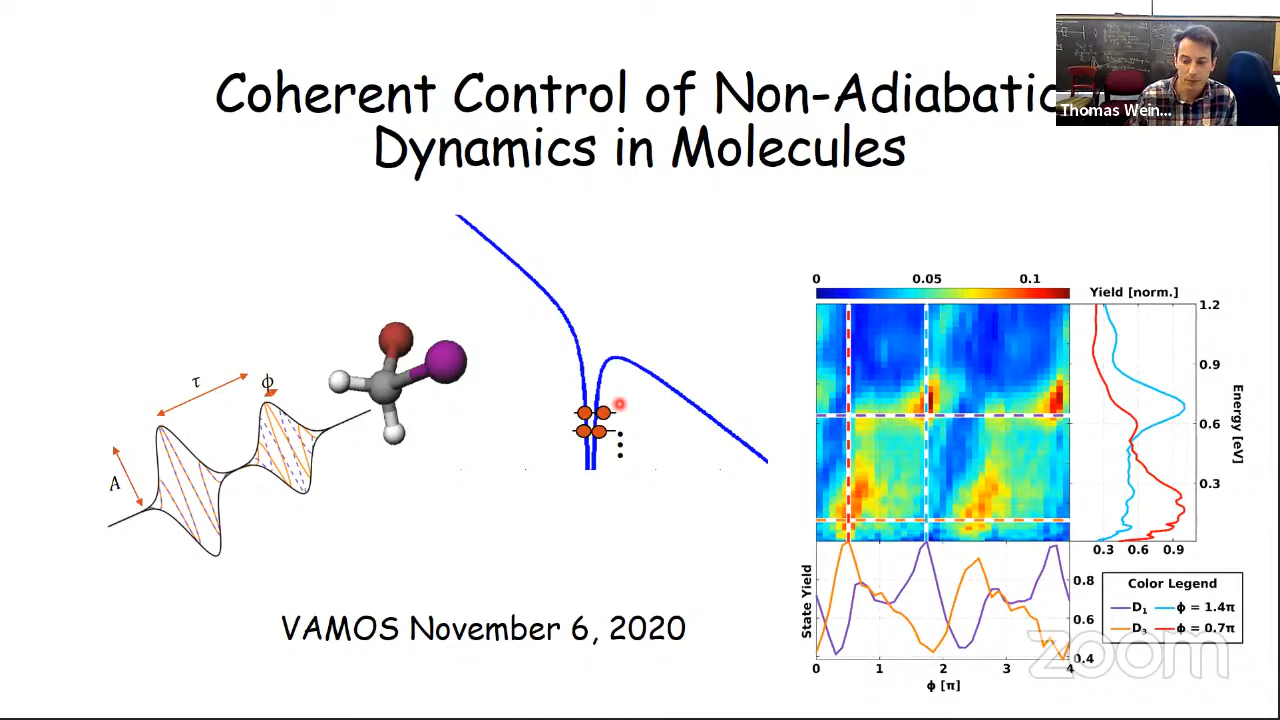 Coherent Control of Non-Adiabatic
Dynamics in Molecules
Thomas Wein...
τ
ϕ
A
0 0.05 0.1
Yield [norm.]
1.2
0.9
0.6
0.3
Energy [eV]
0.3 0.6 0.9
State Yield
0.8
0.6
0.4
0 1 2 3 4
ϕ [π]
Color Legend
D₁ ϕ = 1.4π
D₃ ϕ = 0.7π
zoom
VAMOS November 6, 2020